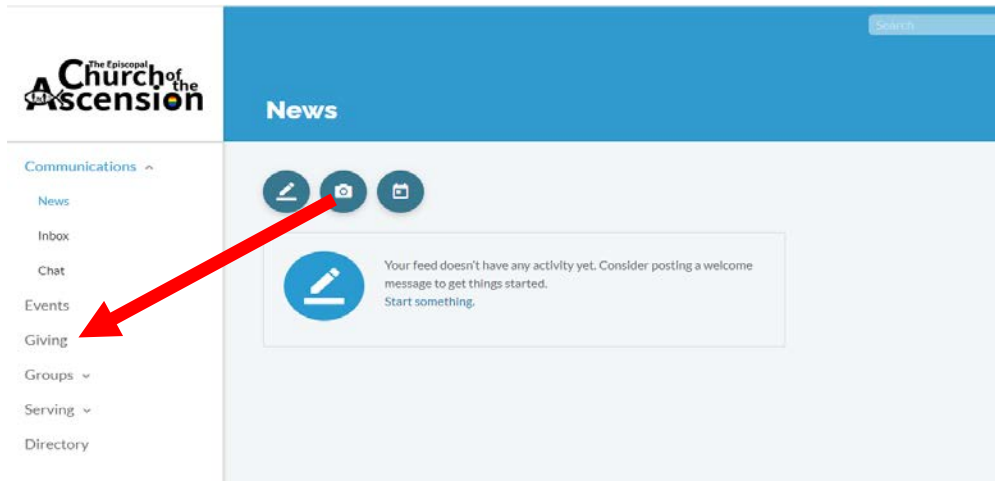 Search
The Episcopal
Church of the
Ascension
News
Communications
News
Inbox
Chat
Events
Giving
Groups
Serving
Directory
Your feed doesn't have any activity yet. Consider posting a welcome
message to get things started.
Start something.